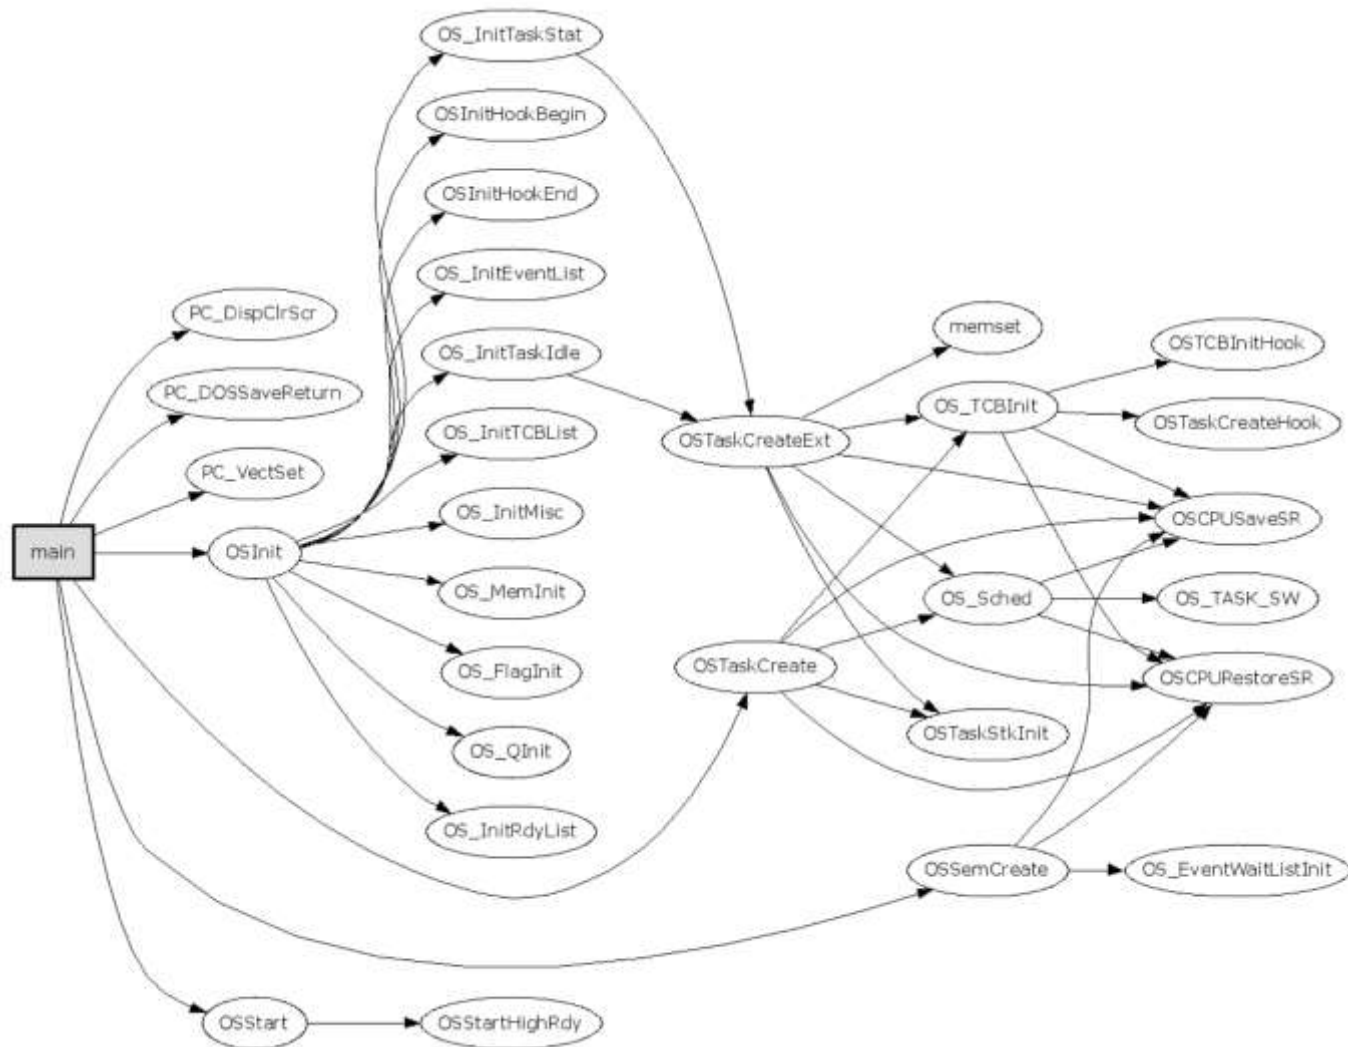 OS_InitTaskStat
OSInitHookBegin
OSInitHookEnd
OS_InitEventList
PC_DispClrScr
memset
OSTCBInitHook
OS_InitTaskIdle
PC_DOSSaveReturn
OS_TCBInit
OSTaskCreateHook
OS_InitTCBList
OSTaskCreateExt
PC_VectSet
OS_InitMisc
OSCPUSaveSR
main
OSInit
OS_MemInit
OS_Sched
OS_TASK_SW
OS_FlagInit
OSTaskCreate
OSCPURestoreSR
OSTaskStkInit
OS_QInit
OS_InitRdyList
OSSemCreate
OS_EventWaitListInit
OSStart
OSStartHighRdy